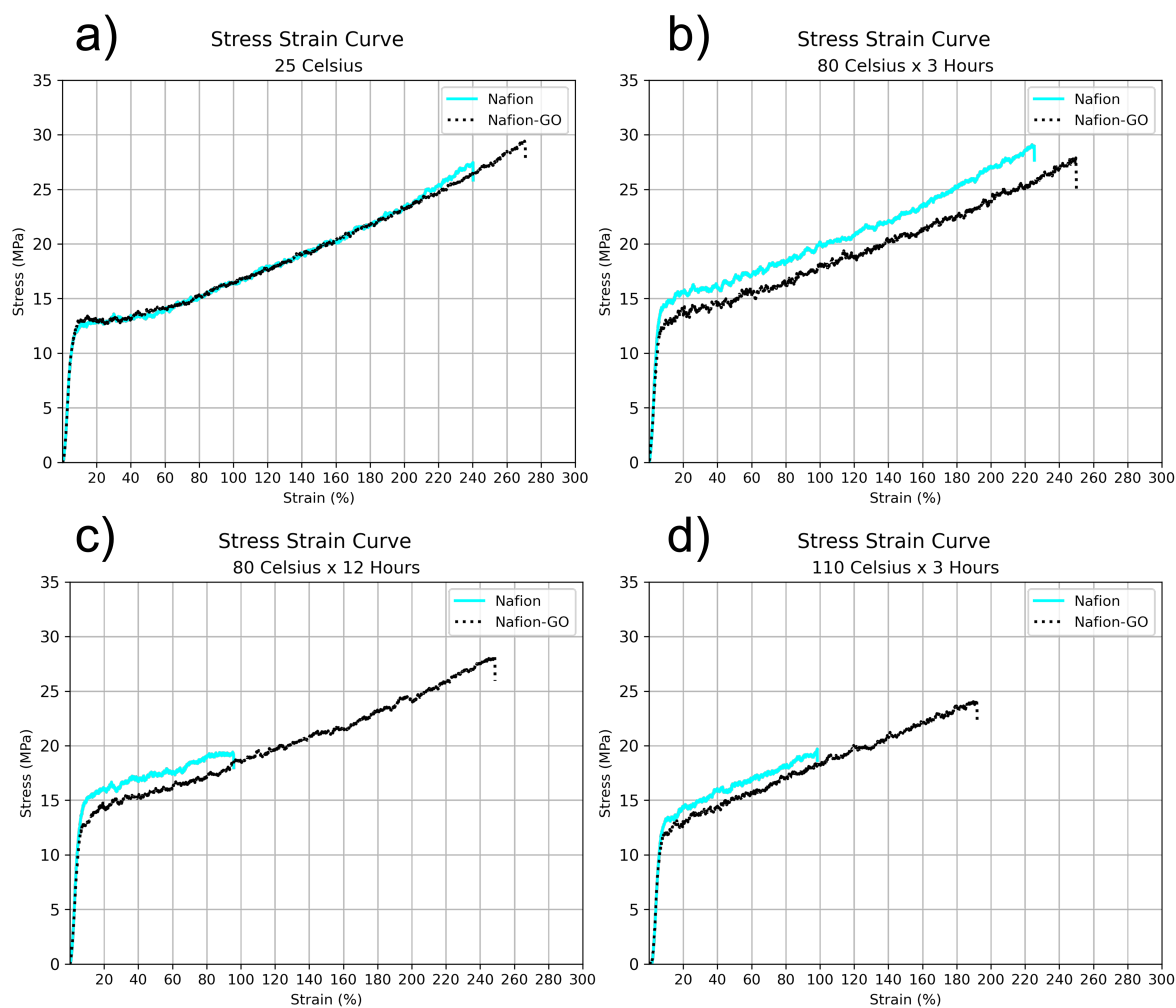 a)
Stress Strain Curve
25 Celsius
35
30
25
20
15
10
5
0
Stress (MPa)
Nafion
Nafion-GO
20 40 60 80 100 120 140 160 180 200 220 240 260 280 300
Strain (%)
b)
Stress Strain Curve
80 Celsius x 3 Hours
35
30
25
20
15
10
5
0
Stress (MPa)
Nafion
Nafion-GO
20 40 60 80 100 120 140 160 180 200 220 240 260 280 300
Strain (%)
c)
Stress Strain Curve
80 Celsius x 12 Hours
35
30
25
20
15
10
5
0
Stress (MPa)
Nafion
Nafion-GO
20 40 60 80 100 120 140 160 180 200 220 240 260 280 300
Strain (%)
d)
Stress Strain Curve
110 Celsius x 3 Hours
35
30
25
20
15
10
5
0
Stress (MPa)
Nafion
Nafion-GO
20 40 60 80 100 120 140 160 180 200 220 240 260 280 300
Strain (%)